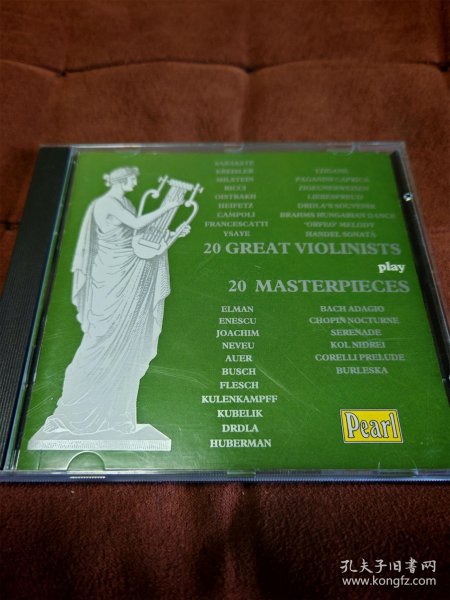 SARASATE
KREISLER
MILSTEIN
RICCI
OISTRAKH
HEIFETZ
CAMPOLI
FRANCESCATTI
YSAYE
TZIGANE
PAGANINI CAPRICE
ZIGEUNERWEIZEN
LIEBESFREUD
DRDLA'S SOUVENIR
BRAHMS HUNGARIAN DANCE
'ORFEO' MELODY
HANDEL SONATA
20 GREAT VIOLINISTS
play
20 MASTERPIECES
ELMAN
ENESCU
JOACHIM
NEVEU
AUER
BUSCH
FLESCH
KULENKAMPFF
KUBELIK
DRDLA
HUBERMAN
BACH ADAGIO
CHOPIN NOCTURNE
SERENADE
KOL NIDREI
CORELLI PRELUDE
BURLESKA
Pearl
孔夫子旧书网
www.kongfz.com